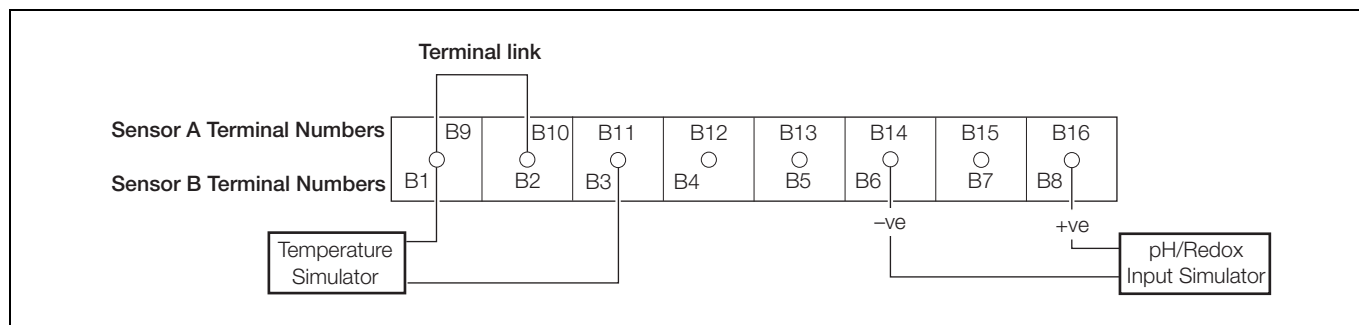 Terminal link
Sensor A Terminal Numbers B9 B10 B11 B12 B13 B14 B15 B16
Sensor B Terminal Numbers B1 B2 B3 B4 B5 B6 B7 B8
–ve +ve
Temperature
Simulator
pH/Redox
Input Simulator